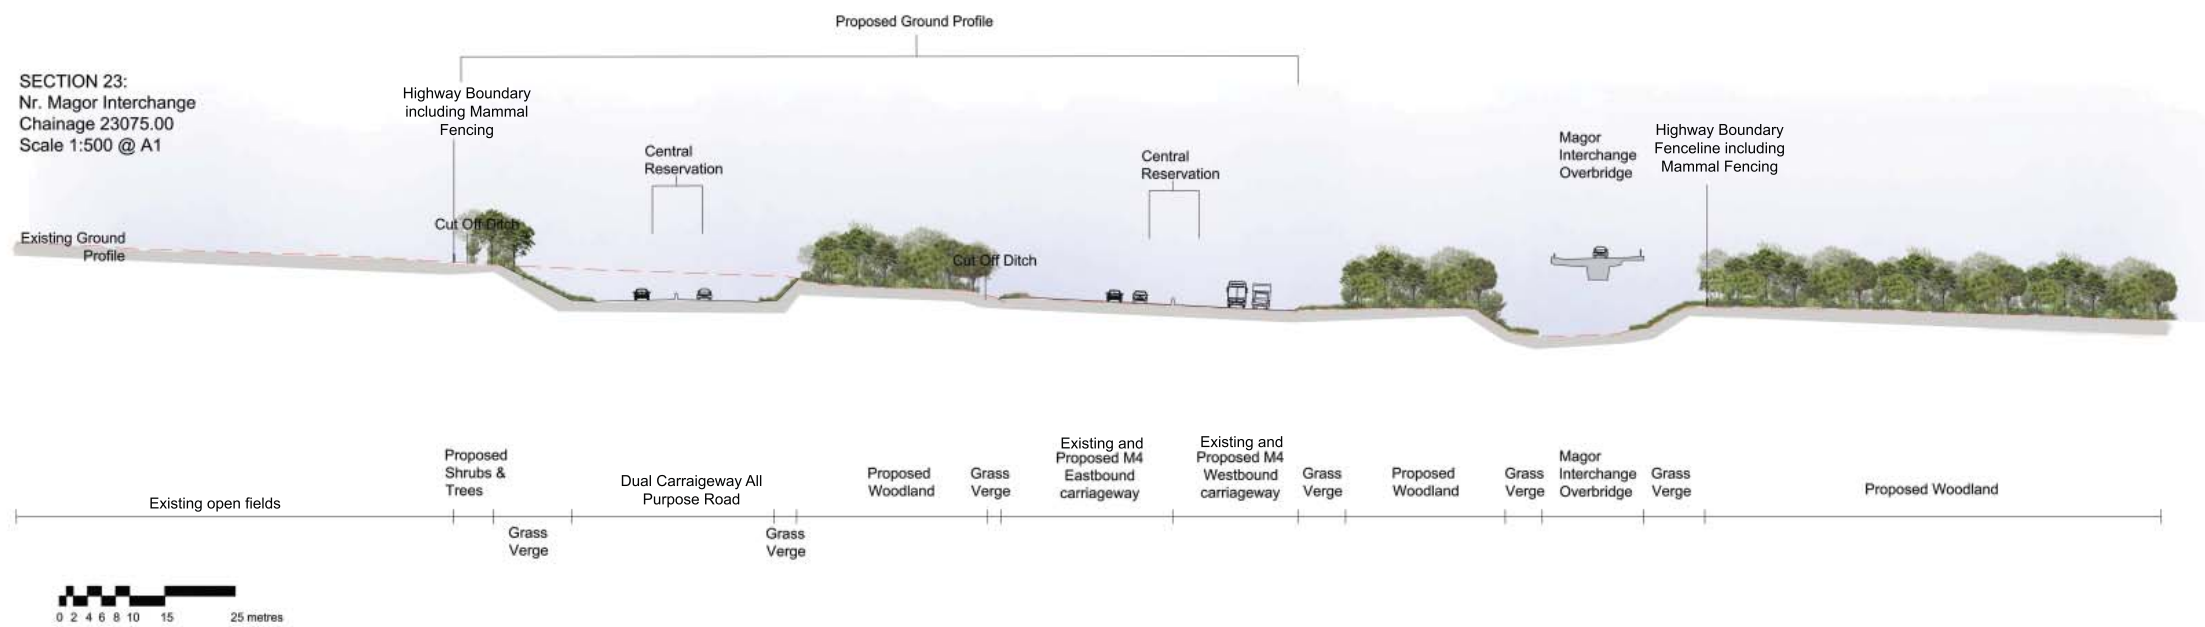 Proposed Ground Profile
SECTION 23:
Nr. Magor Interchange
Chainage 23075.00
Scale 1:500 @ A1
Highway Boundary
including Mammal
Fencing
Central
Reservation
Central
Reservation
Magor
Interchange
Overbridge
Highway Boundary
Fenceline including
Mammal Fencing
Existing Ground
Profile
Cut Off Ditch
Cut Off Ditch
Existing open fields
Proposed
Shrubs &
Trees
Grass
Verge
Dual Carraigeway All
Purpose Road
Grass
Verge
Proposed
Woodland
Grass
Verge
Existing and
Proposed M4
Eastbound
carriageway
Existing and
Proposed M4
Westbound
carriageway
Grass
Verge
Proposed
Woodland
Grass
Verge
Magor
Interchange
Overbridge
Grass
Verge
Proposed Woodland
0 2 4 6 8 10 15 25 metres